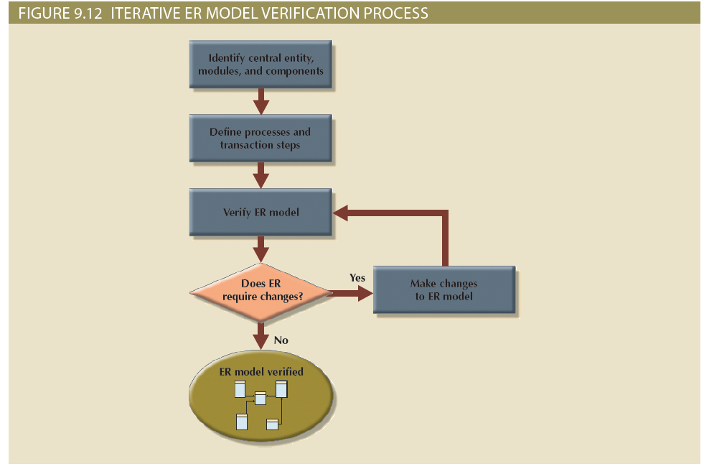 FIGURE 9.12 ITERATIVE ER MODEL VERIFICATION PROCESS
Identify central entity,
modules, and components
Define processes and
transaction steps
Verify ER model
Does ER
require changes?
Yes
Make changes
to ER model
No
ER model verified